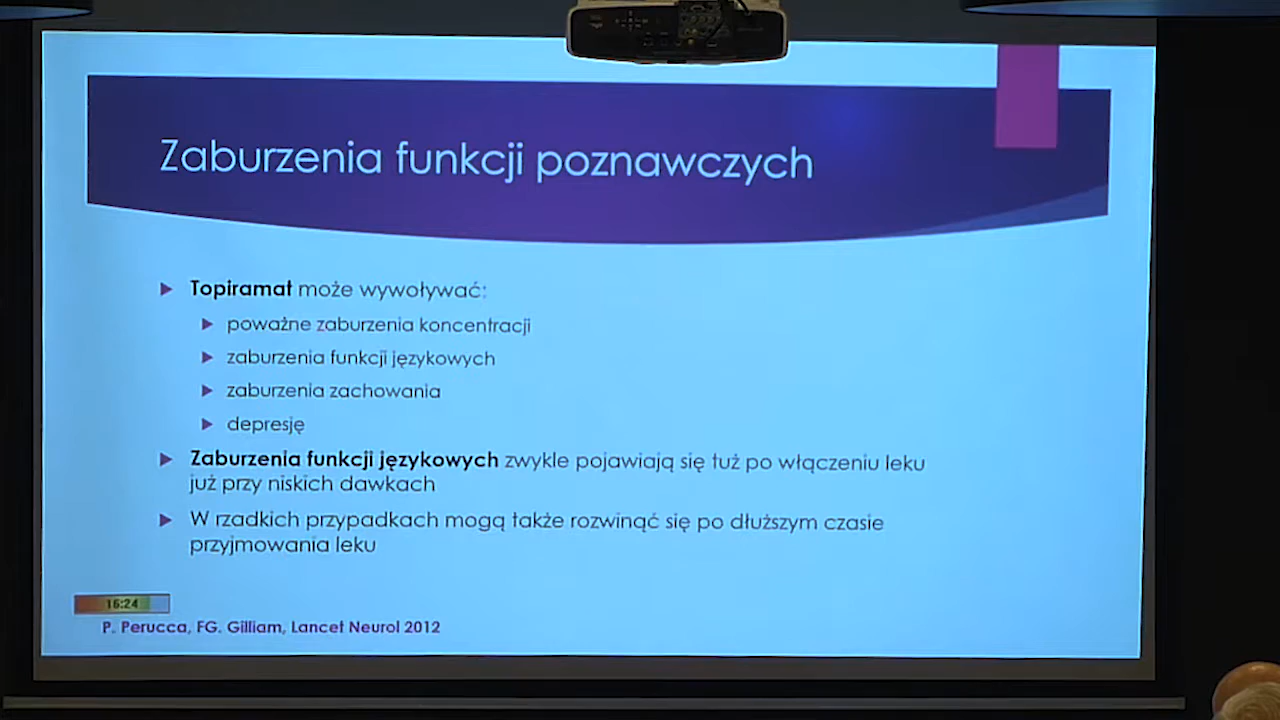 Zaburzenia funkcji poznawczych
Topiramat może wywoływać:
poważne zaburzenia koncentracji
zaburzenia funkcji językowych
zaburzenia zachowania
depresję
Zaburzenia funkcji językowych zwykle pojawiają się tuż po włączeniu leku
już przy niskich dawkach
W rzadkich przypadkach mogą także rozwinąć się po dłuższym czasie
przyjmowania leku
16:24
P. Perucca, FG. Gilliam, Lancet Neurol 2012